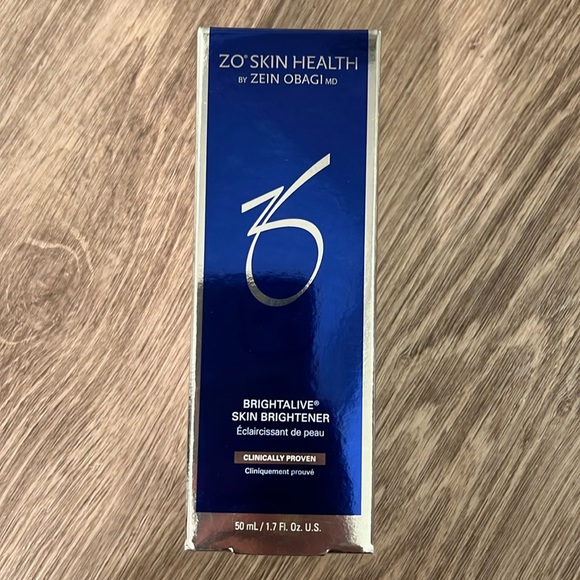 ZO® SKIN HEALTH
BY ZEIN OBAGI MD
BRIGHTALIVE®
SKIN BRIGHTENER
Éclaircissant de peau
CLINICALLY PROVEN
Cliniquement prouvé
50 mL / 1.7 Fl. Oz. U.S.